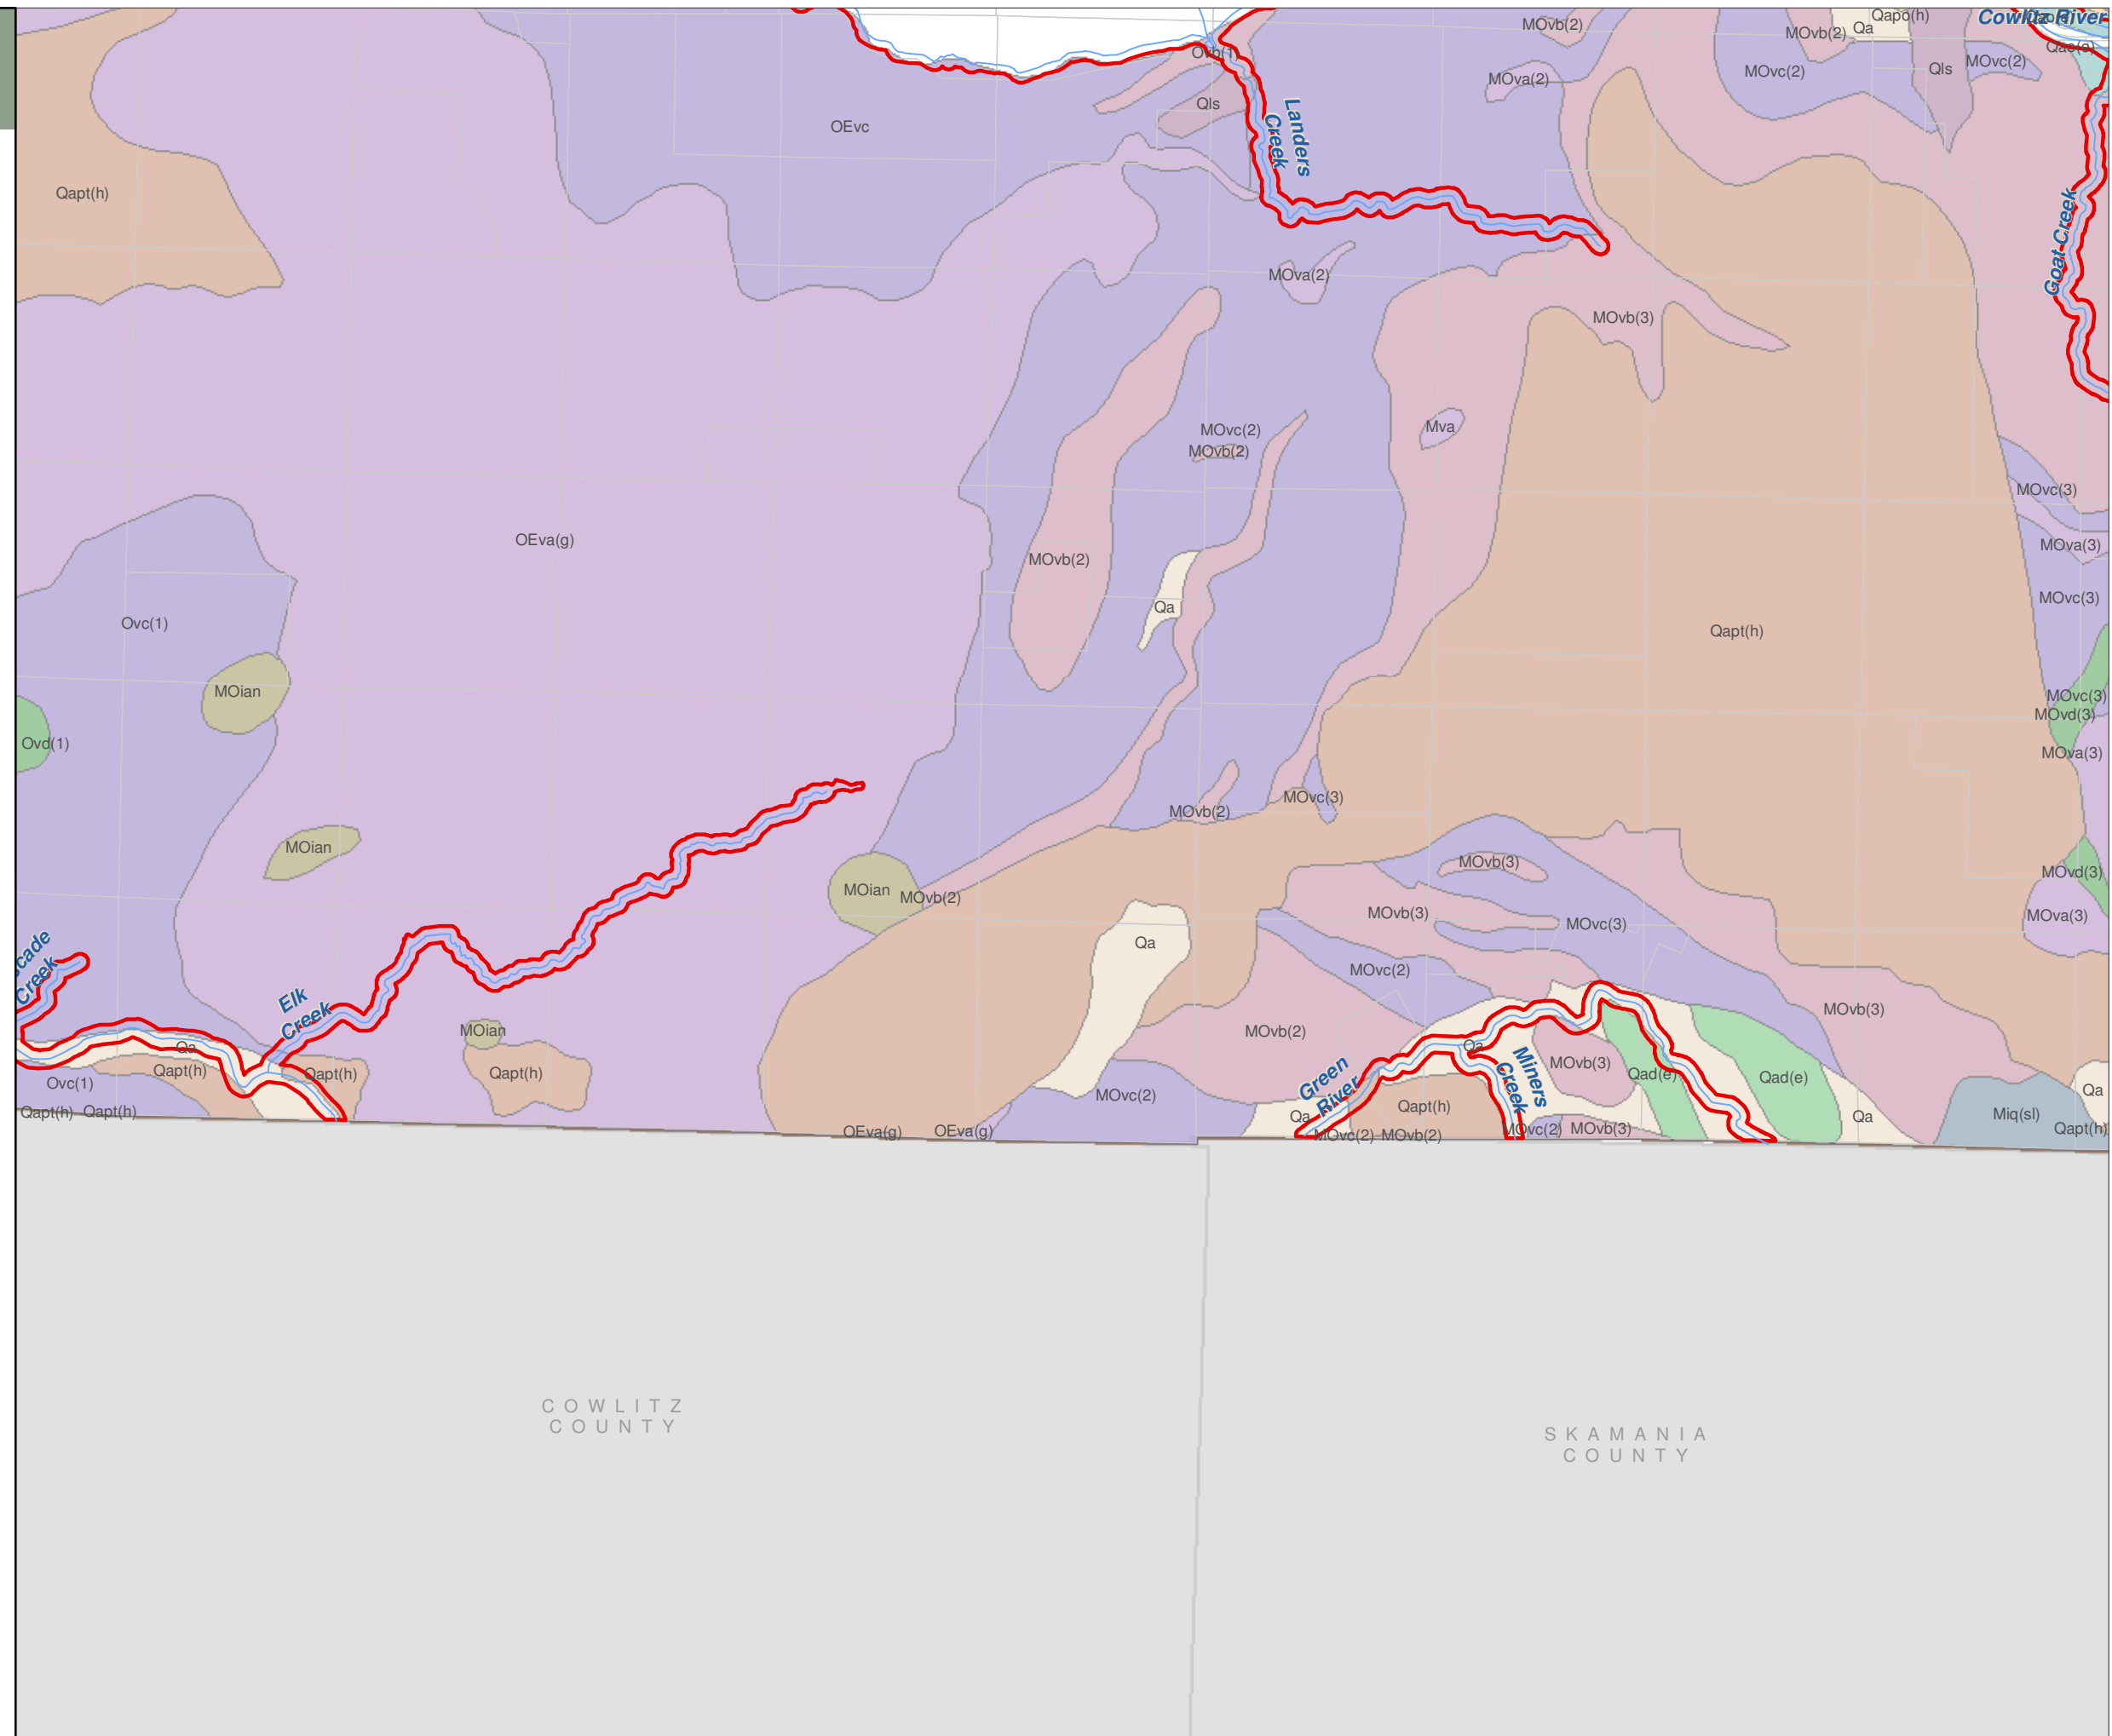 MOvb(2)
MOvb(2)
Qa
Qapo(h)
Cowlitz River
Qao(e)
Ovb(1)
Qls
Landers
Creek
MOva(2)
MOvc(2)
Qls
MOvc(2)
OEvc
Qapt(h)
Goat Creek
MOva(2)
MOvb(3)
Mva
MOvc(2)
MOvb(2)
MOvc(3)
OEva(g)
MOva(3)
MOvb(2)
Qa
MOvc(3)
Ovc(1)
Qapt(h)
MOian
MOvc(3)
MOvd(3)
Ovd(1)
MOva(3)
MOvc(3)
MOvb(2)
MOian
MOvb(3)
MOvd(3)
MOian
MOvb(2)
MOvb(3)
MOvc(3)
MOva(3)
Qa
MOvc(2)
scade
Creek
Elk
Creek
MOian
MOvb(2)
MOvb(3)
Qa
Qa
Ovc(1)
Qapt(h)
Qapt(h)
Qapt(h)
MOvc(2)
Green
River
Miners
Creek
MOvb(3)
Qad(e)
Qad(e)
Qa
Qapt(h)
Qapt(h)
Qa
Qapt(h)
Qa
Miq(sl)
OEva(g)
OEva(g)
MOvc(2)
MOvb(2)
MOvc(2)
MOvb(3)
Qapt(h)
COWLITZ
COUNTY
SKAMANIA
COUNTY